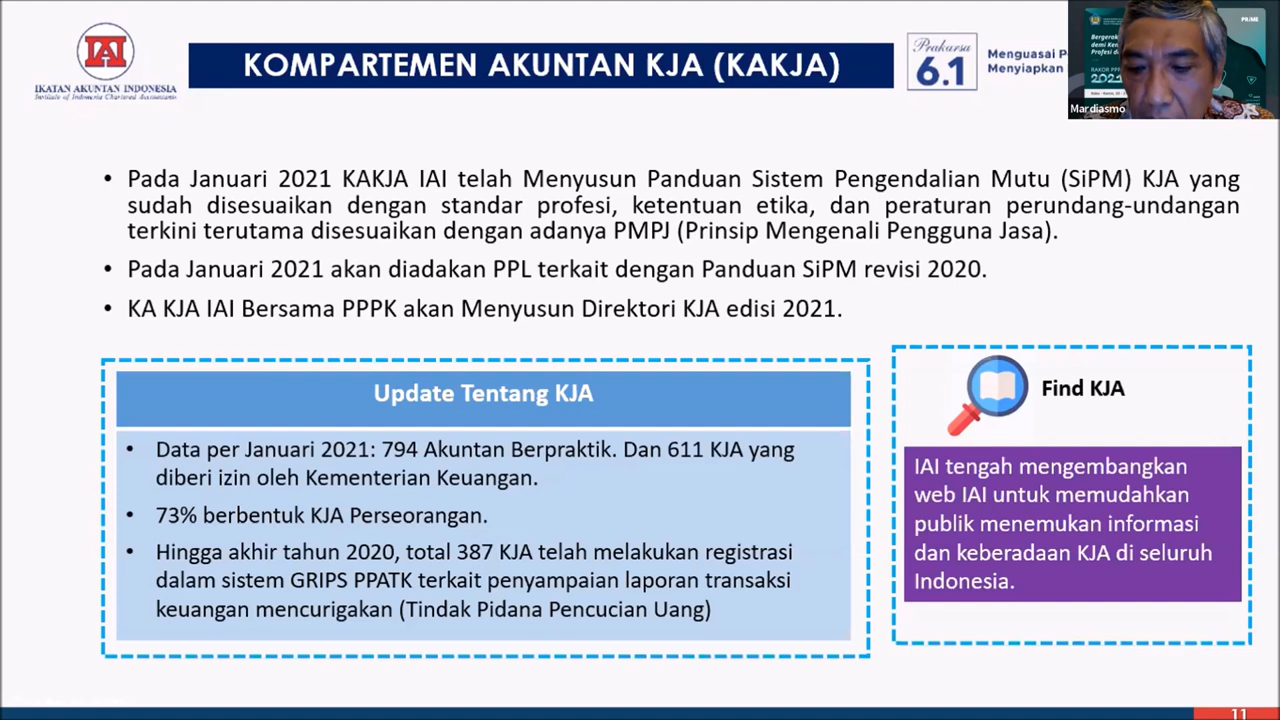 IAI
IKATAN AKUNTAN INDONESIA
Institute of Indonesia Chartered Accountants
KOMPARTEMEN AKUNTAN KJA (KAKJA)
Prakarsa
6.1
Menguasai
Menyiapkan
PRIME
Bergerak
demi
Profesi
RAKOR
Mardiasmo
• Pada Januari 2021 KAKJA IAI telah Menyusun Panduan Sistem Pengendalian Mutu (SiPM) KJA yang
sudah disesuaikan dengan standar profesi, ketentuan etika, dan peraturan perundang-undangan
terkini terutama disesuaikan dengan adanya PMPJ (Prinsip Mengenali Pengguna Jasa).
• Pada Januari 2021 akan diadakan PPL terkait dengan Panduan SiPM revisi 2020.
• KA KJA IAI Bersama PPPK akan Menyusun Direktori KJA edisi 2021.
Update Tentang KJA
• Data per Januari 2021: 794 Akuntan Berpraktik. Dan 611 KJA yang
diberi izin oleh Kementerian Keuangan.
• 73% berbentuk KJA Perseorangan.
• Hingga akhir tahun 2020, total 387 KJA telah melakukan registrasi
dalam sistem GRIPS PPATK terkait penyampaian laporan transaksi
keuangan mencurigakan (Tindak Pidana Pencucian Uang)
Find KJA
IAI tengah mengembangkan
web IAI untuk memudahkan
publik menemukan informasi
dan keberadaan KJA di seluruh
Indonesia.
11